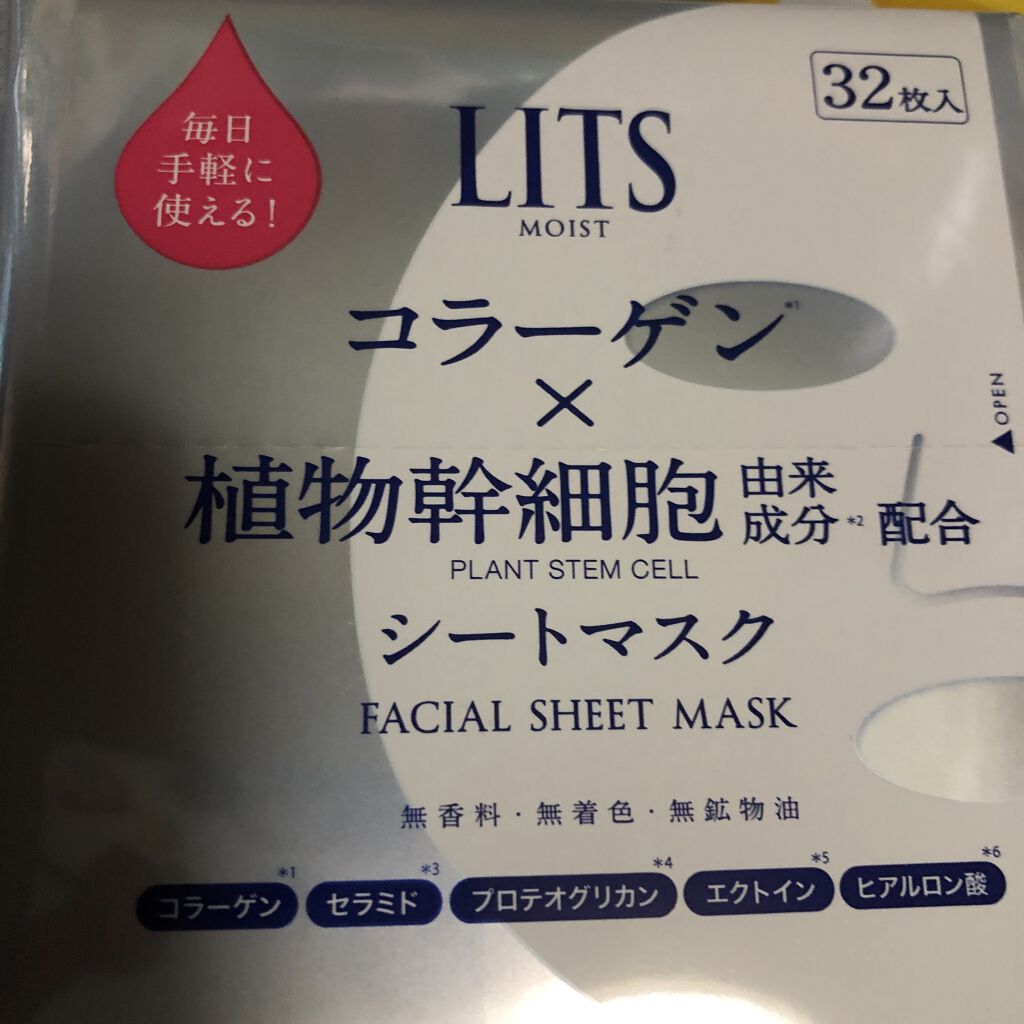 毎日
手軽に
使える!
32枚入
LITS
MOIST
コラーゲン*1
×
▲OPEN
植物幹細胞由来成分*2配合
PLANT STEM CELL
シートマスク
FACIAL SHEET MASK
無香料・無着色・無鉱物油
コラーゲン*1 セラミド*3 プロテオグリカン*4 エクトイン*5 ヒアルロン酸*6